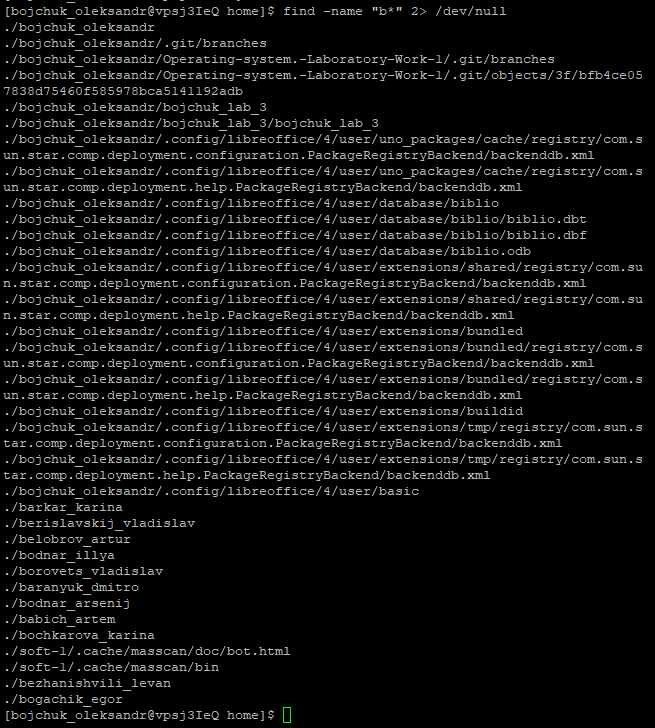 [bojchuk_oleksandr@vpsj3IeQ home]$ find -name "b*" 2> /dev/null
./bojchuk_oleksandr
./bojchuk_oleksandr/.git/branches
./bojchuk_oleksandr/Operating-system.-Laboratory-Work-1/.git/branches
./bojchuk_oleksandr/Operating-system.-Laboratory-Work-1/.git/objects/3f/bfb4ce05
7838d75460f585978bca5141192adb
./bojchuk_oleksandr/bojchuk_lab_3
./bojchuk_oleksandr/bojchuk_lab_3/bojchuk_lab_3
./bojchuk_oleksandr/.config/libreoffice/4/user/uno_packages/cache/registry/com.s
un.star.comp.deployment.configuration.PackageRegistryBackend/backenddb.xml
./bojchuk_oleksandr/.config/libreoffice/4/user/uno_packages/cache/registry/com.s
un.star.comp.deployment.help.PackageRegistryBackend/backenddb.xml
./bojchuk_oleksandr/.config/libreoffice/4/user/database/biblio
./bojchuk_oleksandr/.config/libreoffice/4/user/database/biblio/biblio.dbt
./bojchuk_oleksandr/.config/libreoffice/4/user/database/biblio/biblio.dbf
./bojchuk_oleksandr/.config/libreoffice/4/user/database/biblio.odb
./bojchuk_oleksandr/.config/libreoffice/4/user/extensions/shared/registry/com.su
n.star.comp.deployment.configuration.PackageRegistryBackend/backenddb.xml
./bojchuk_oleksandr/.config/libreoffice/4/user/extensions/shared/registry/com.su
n.star.comp.deployment.help.PackageRegistryBackend/backenddb.xml
./bojchuk_oleksandr/.config/libreoffice/4/user/extensions/bundled
./bojchuk_oleksandr/.config/libreoffice/4/user/extensions/bundled/registry/com.s
un.star.comp.deployment.configuration.PackageRegistryBackend/backenddb.xml
./bojchuk_oleksandr/.config/libreoffice/4/user/extensions/bundled/registry/com.s
un.star.comp.deployment.help.PackageRegistryBackend/backenddb.xml
./bojchuk_oleksandr/.config/libreoffice/4/user/extensions/buildid
./bojchuk_oleksandr/.config/libreoffice/4/user/extensions/tmp/registry/com.sun.s
tar.comp.deployment.configuration.PackageRegistryBackend/backenddb.xml
./bojchuk_oleksandr/.config/libreoffice/4/user/extensions/tmp/registry/com.sun.s
tar.comp.deployment.help.PackageRegistryBackend/backenddb.xml
./bojchuk_oleksandr/.config/libreoffice/4/user/basic
./barkar_karina
./berislavskij_vladislav
./belobrov_artur
./bodnar_illya
./borovets_vladislav
./baranyuk_dmitro
./bodnar_arsenij
./babich_artem
./bochkarova_karina
./soft-1/.cache/masscan/doc/bot.html
./soft-1/.cache/masscan/bin
./bezhanishvili_levan
./bogachik_egor
[bojchuk_oleksandr@vpsj3IeQ home]$